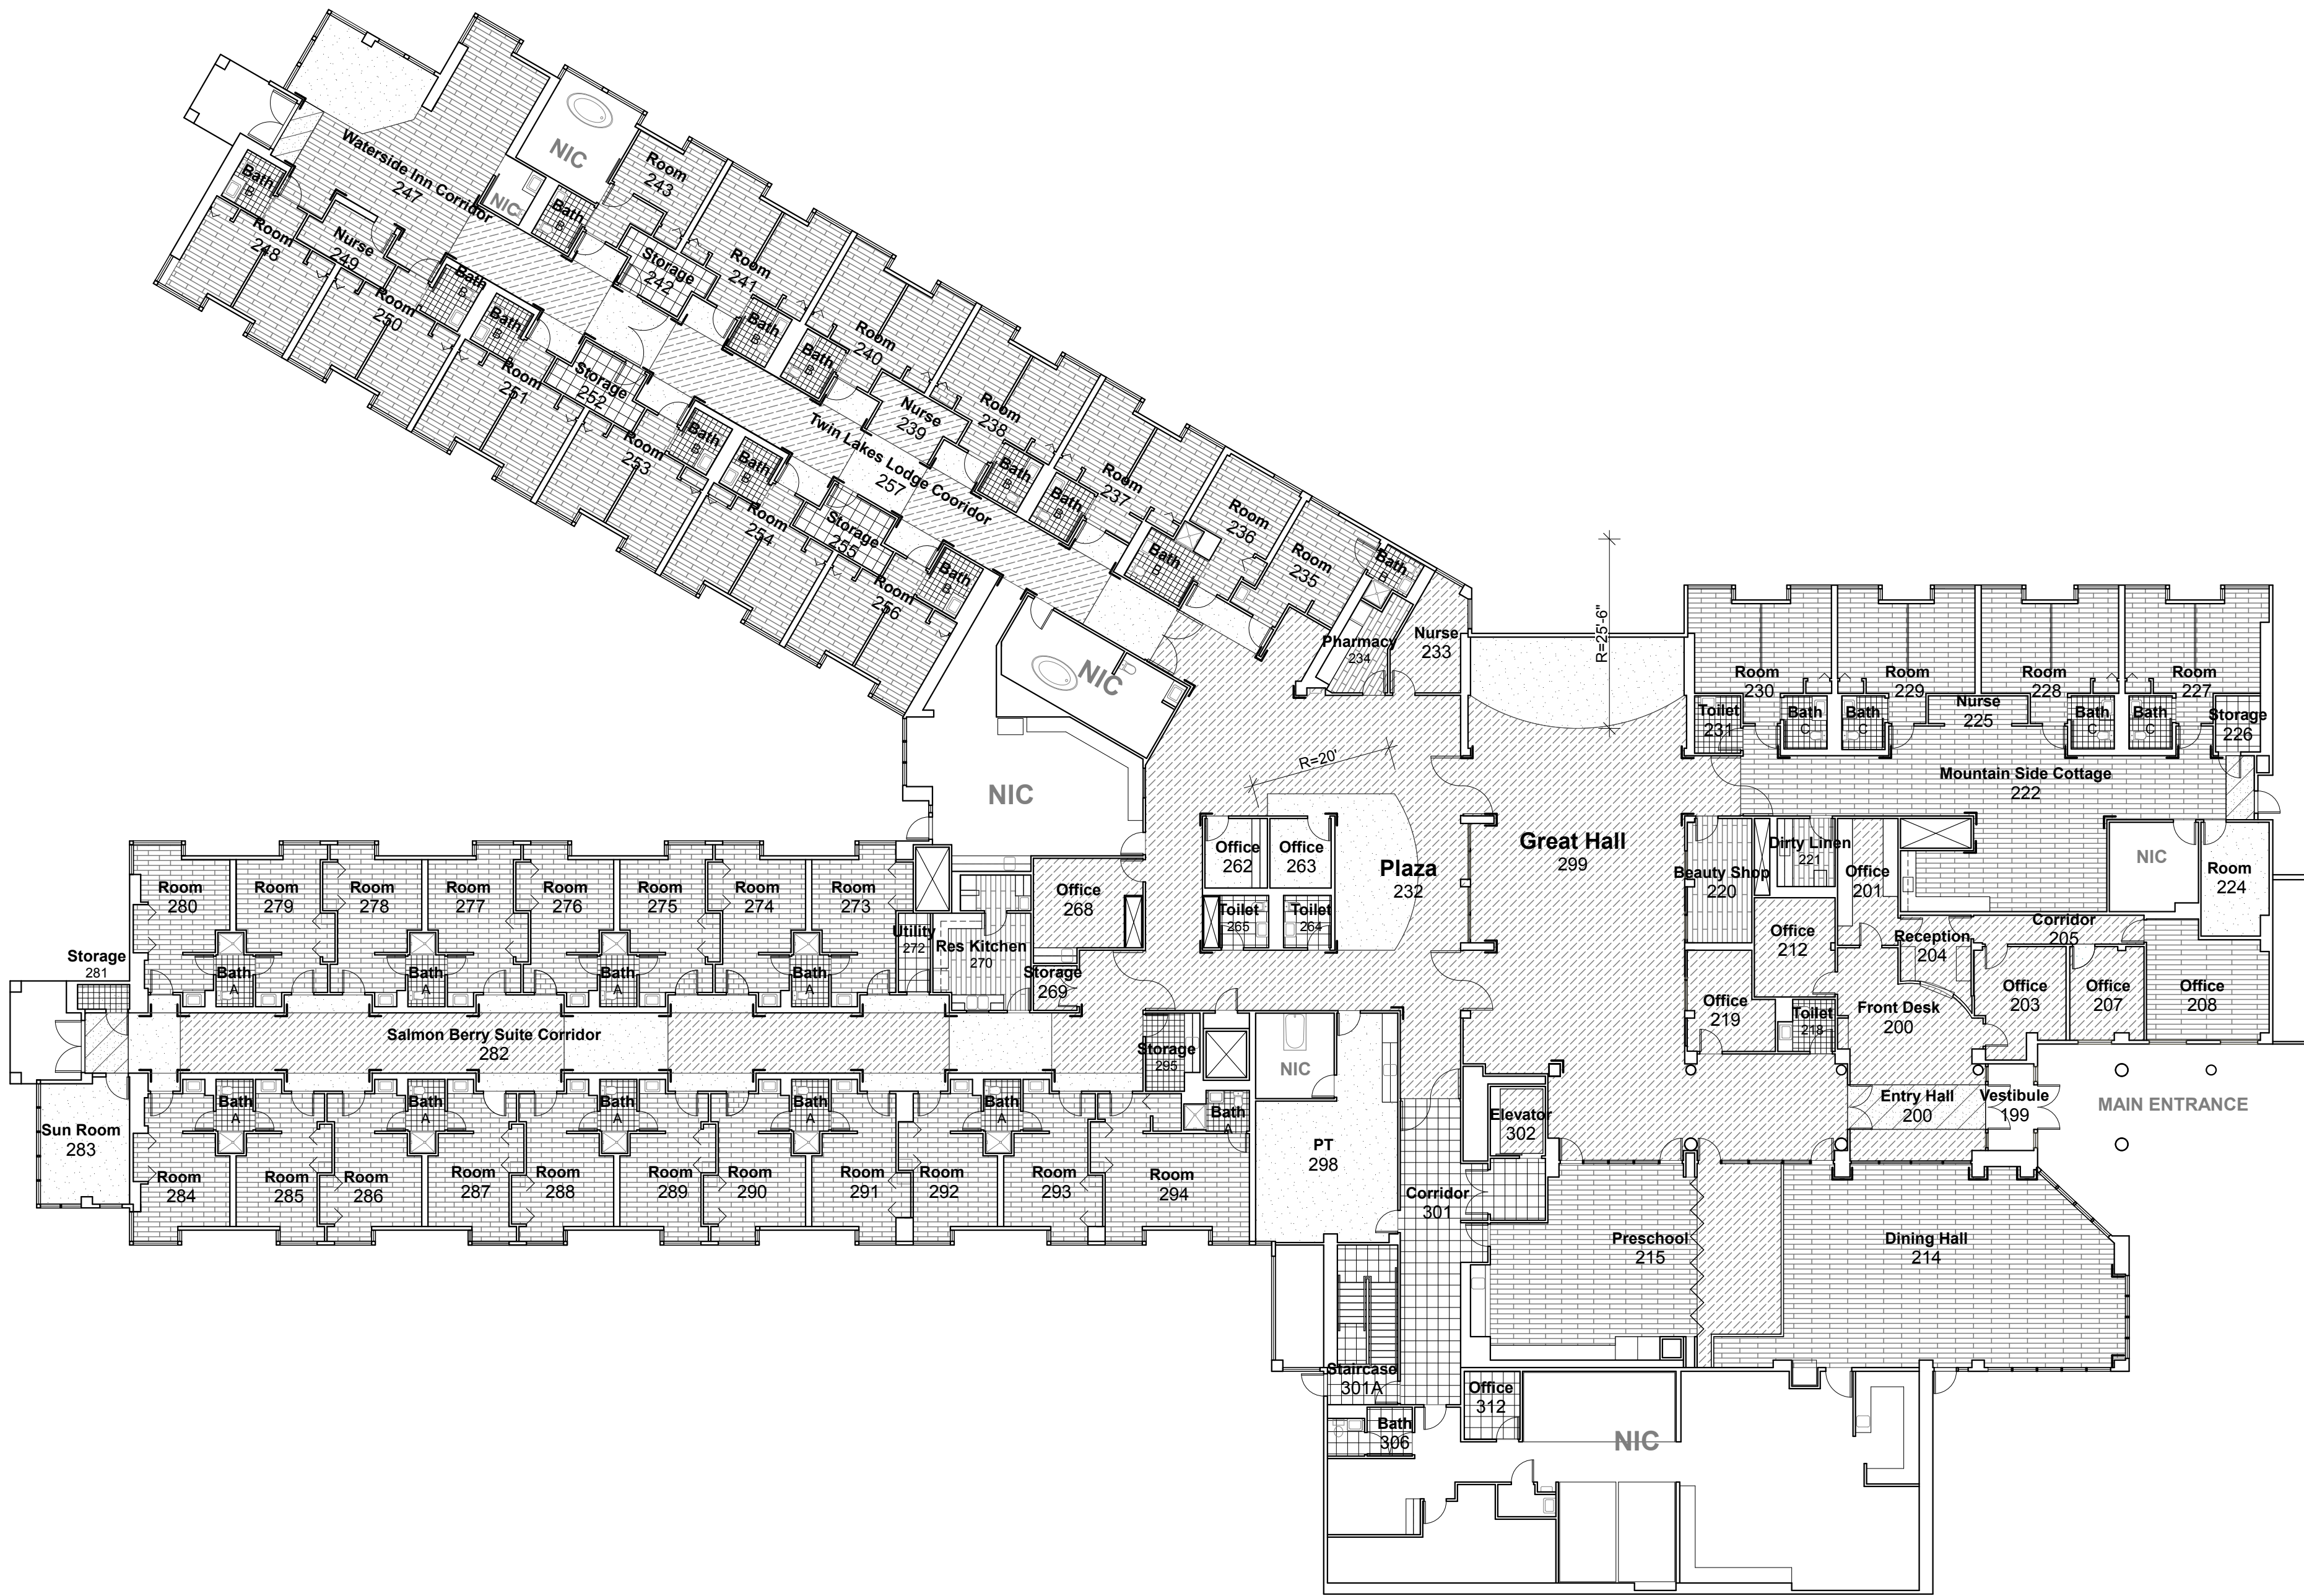 NIC
Room
243
Waterside Inn Corridor
247
Bath
B
NIC
Bath
B
Room
248
Nurse
249
Storage
242
Room
241
Room
250
Bath
B
Bath
B
Bath
B
Room
240
Bath
B
Room
251
Storage
252
Nurse
239
Room
238
Twin Lakes Lodge Cooridor
257
Room
253
Bath
B
Bath
B
Bath
B
Room
237
Bath
B
Room
236
Room
254
Storage
255
Room
235
Bath
B
Bath
B
Room
256
Bath
B
Pharmacy
234
Nurse
233
R=25'-6"
NIC
Room
230
Room
229
Room
228
Room
227
Toilet
231
Bath
C
Bath
C
Nurse
225
Bath
C
Bath
C
Storage
226
R=20'
Mountain Side Cottage
222
NIC
Office
262
Office
263
Plaza
232
Great Hall
299
Beauty Shop
220
Dirty Linen
221
Office
201
NIC
Room
224
Room
280
Room
279
Room
278
Room
277
Room
276
Room
275
Room
274
Room
273
Office
268
Toilet
265
Toilet
264
Utility
272
Res Kitchen
270
Storage
269
Office
212
Reception
204
Corridor
205
Storage
281
Bath
A
Bath
A
Bath
A
Bath
A
Office
219
Toilet
218
Front Desk
200
Office
203
Office
207
Office
208
Salmon Berry Suite Corridor
282
Storage
295
NIC
Bath
A
Bath
A
Bath
A
Bath
A
Bath
A
Bath
A
Elevator
302
Entry Hall
200
Vestibule
199
MAIN ENTRANCE
Sun Room
283
PT
298
Room
284
Room
285
Room
286
Room
287
Room
288
Room
289
Room
290
Room
291
Room
292
Room
293
Room
294
Corridor
301
Preschool
215
Dining Hall
214
Staircase
301A
Office
312
Bath
306
NIC